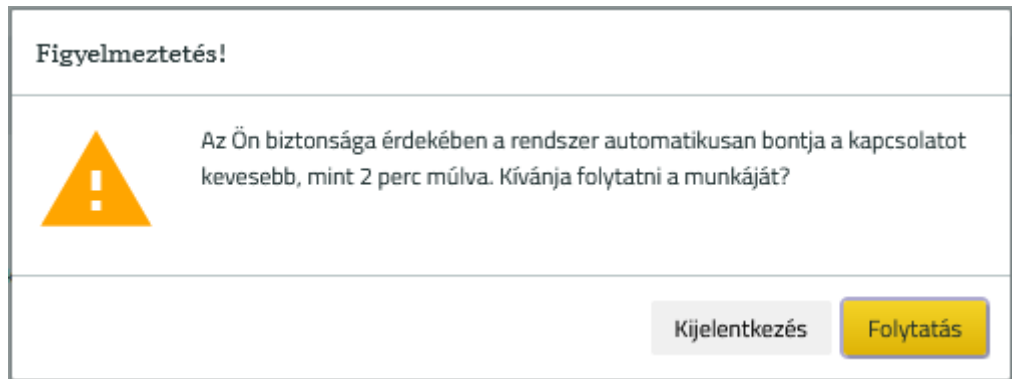 Figyelmeztetés!
Az Ön biztonsága érdekében a rendszer automatikusan bontja a kapcsolatot
kevesebb, mint 2 perc múlva. Kívánja folytatni a munkáját?
Kijelentkezés
Folytatás